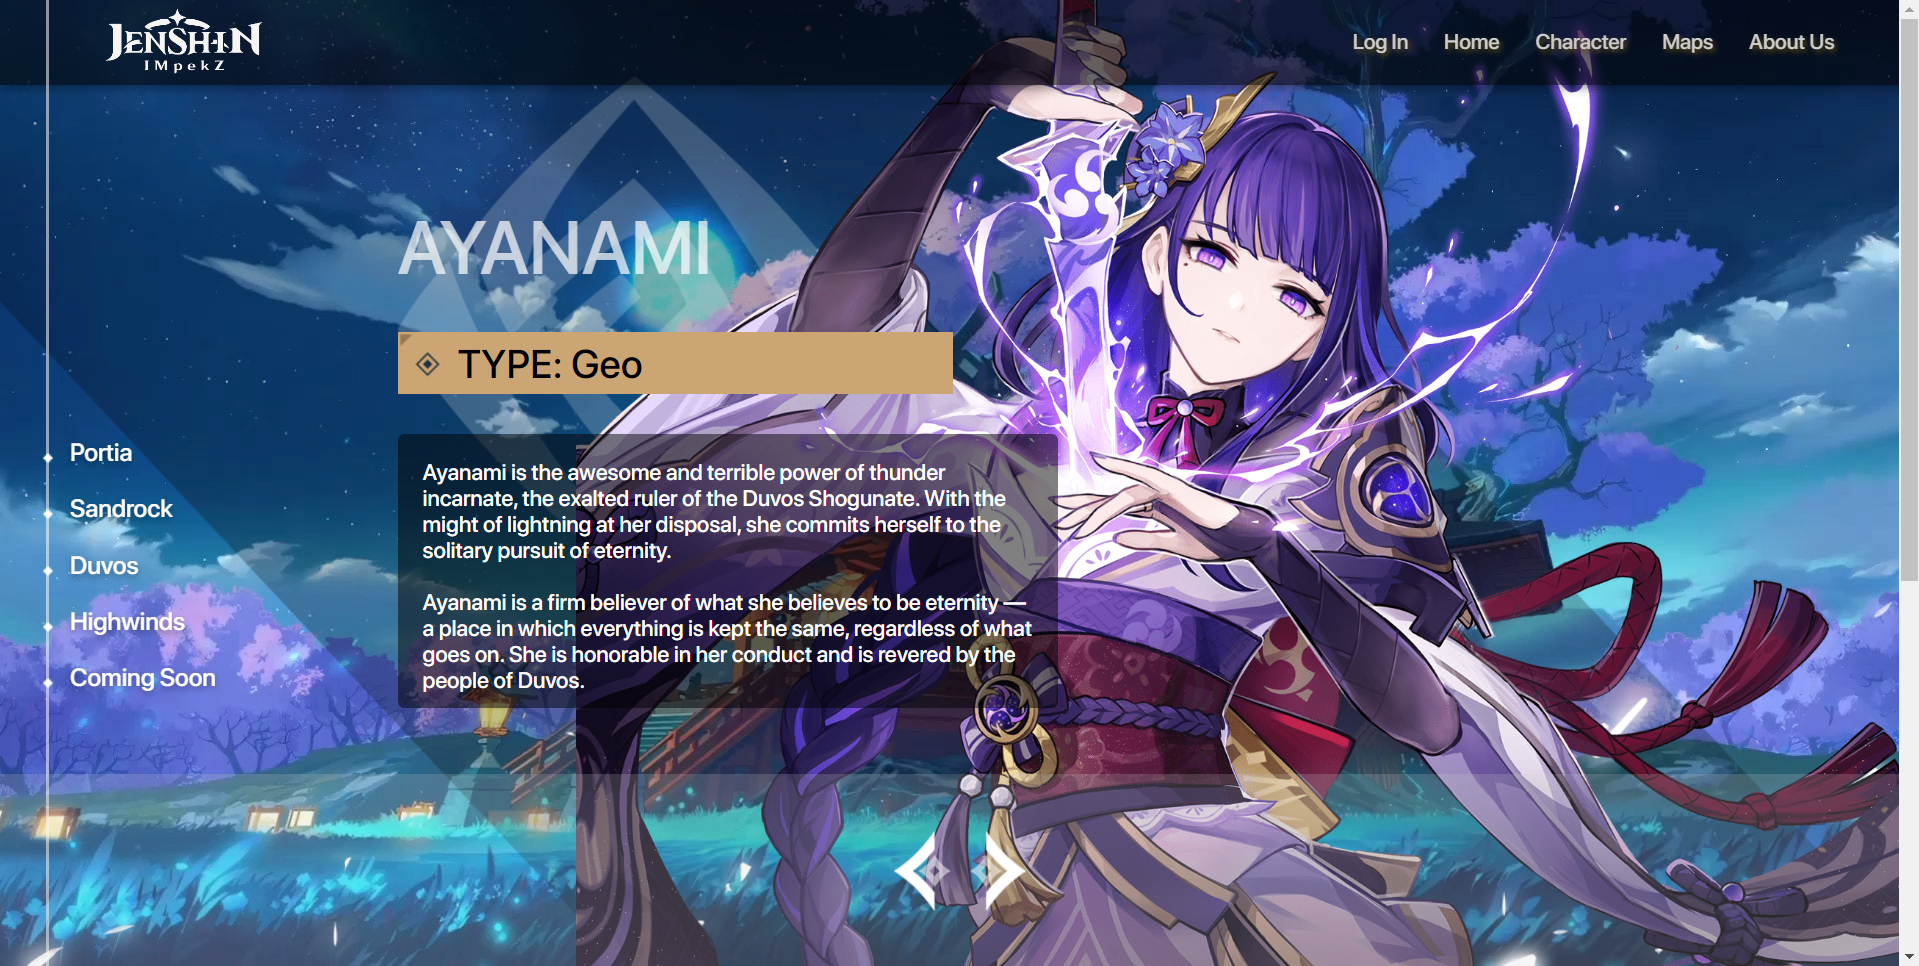 JENSHIN
IMpekZ
Log In
Home
Character
Maps
About Us
AYANAMI
TYPE: Geo
Portia
Sandrock
Duvos
Highwinds
Coming Soon
Ayanami is the awesome and terrible power of thunder
incarnate, the exalted ruler of the Duvos Shogunate. With the
might of lightning at her disposal, she commits herself to the
solitary pursuit of eternity.
Ayanami is a firm believer of what she believes to be eternity —
a place in which everything is kept the same, regardless of what
goes on. She is honorable in her conduct and is revered by the
people of Duvos.